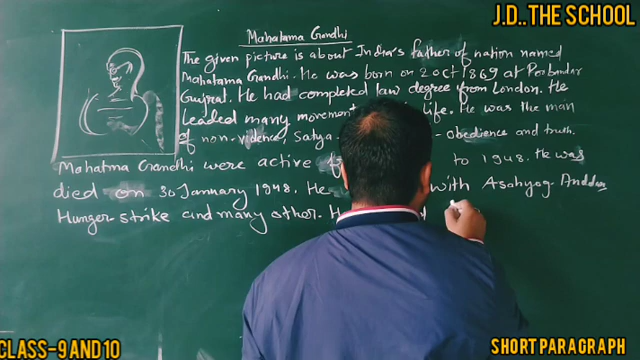 J.D..THE SCHOOL
Mahatama Gandhi
The given picture is about India's father of nation named
Mahatama Gandhi. He was born on 2 oct 1869 at Porbandar
Gujrat. He had completed law degree from London. He
Leaded many movement life. He was the man
of non-vidence, Satya - obedience and truth.
Mahatma Gandhi were active to 1948. He was
died on 30 January 1948. He with Asahyog-Anddan
Hunger-strike and many other.
CLASS-9 AND 10
SHORT PARAGRAPH